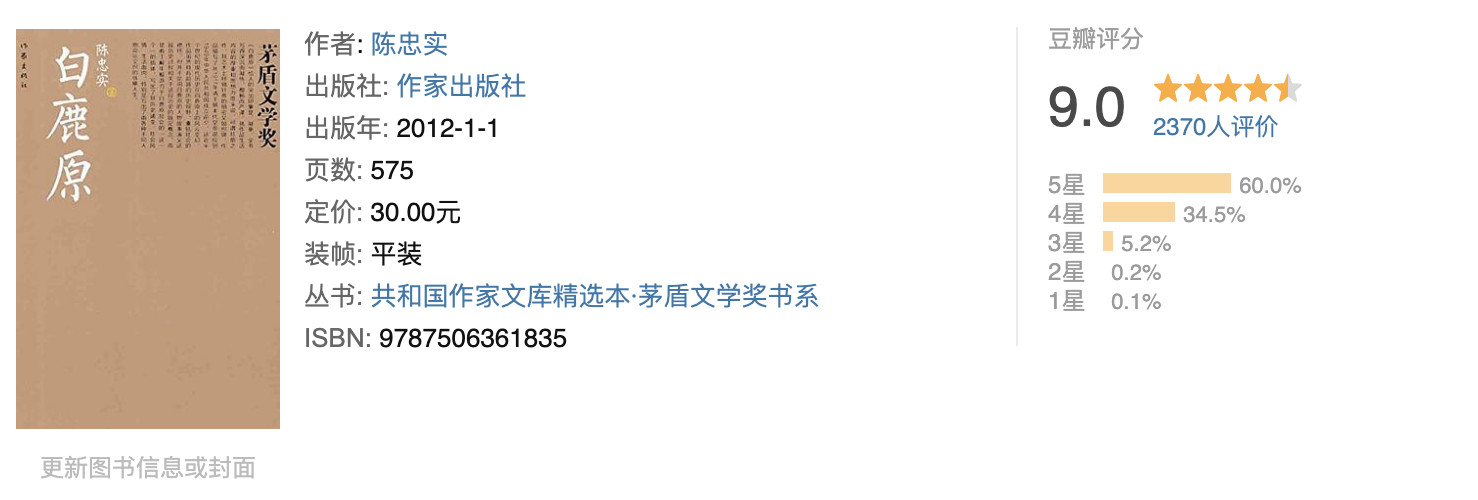 作家出版社
白鹿原
陈忠实
茅盾文学奖
更新图书信息或封面
作者: 陈忠实
出版社: 作家出版社
出版年: 2012-1-1
页数: 575
定价: 30.00元
装帧: 平装
丛书: 共和国作家文库精选本·茅盾文学奖书系
ISBN: 9787506361835
豆瓣评分
9.0
2370人评价
5星 60.0%
4星 34.5%
3星 5.2%
2星 0.2%
1星 0.1%